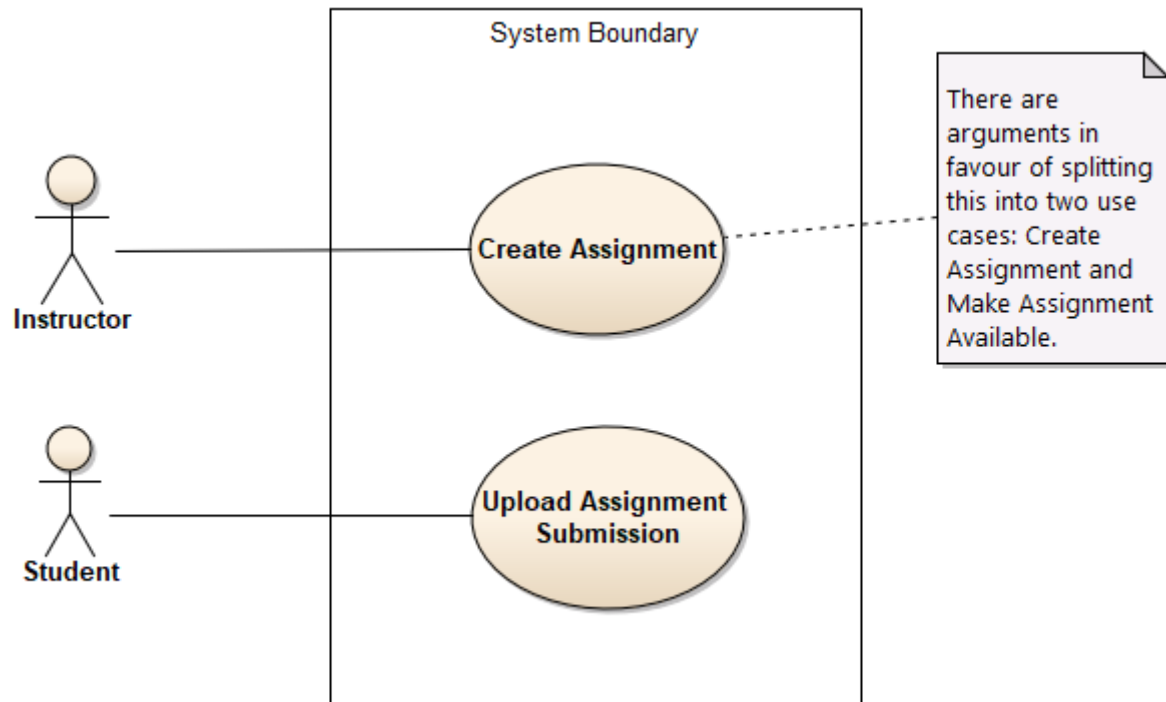 System Boundary
There are
arguments in
favour of splitting
this into two use
cases: Create
Assignment and
Make Assignment
Available.
Create Assignment
Instructor
Upload Assignment
Submission
Student